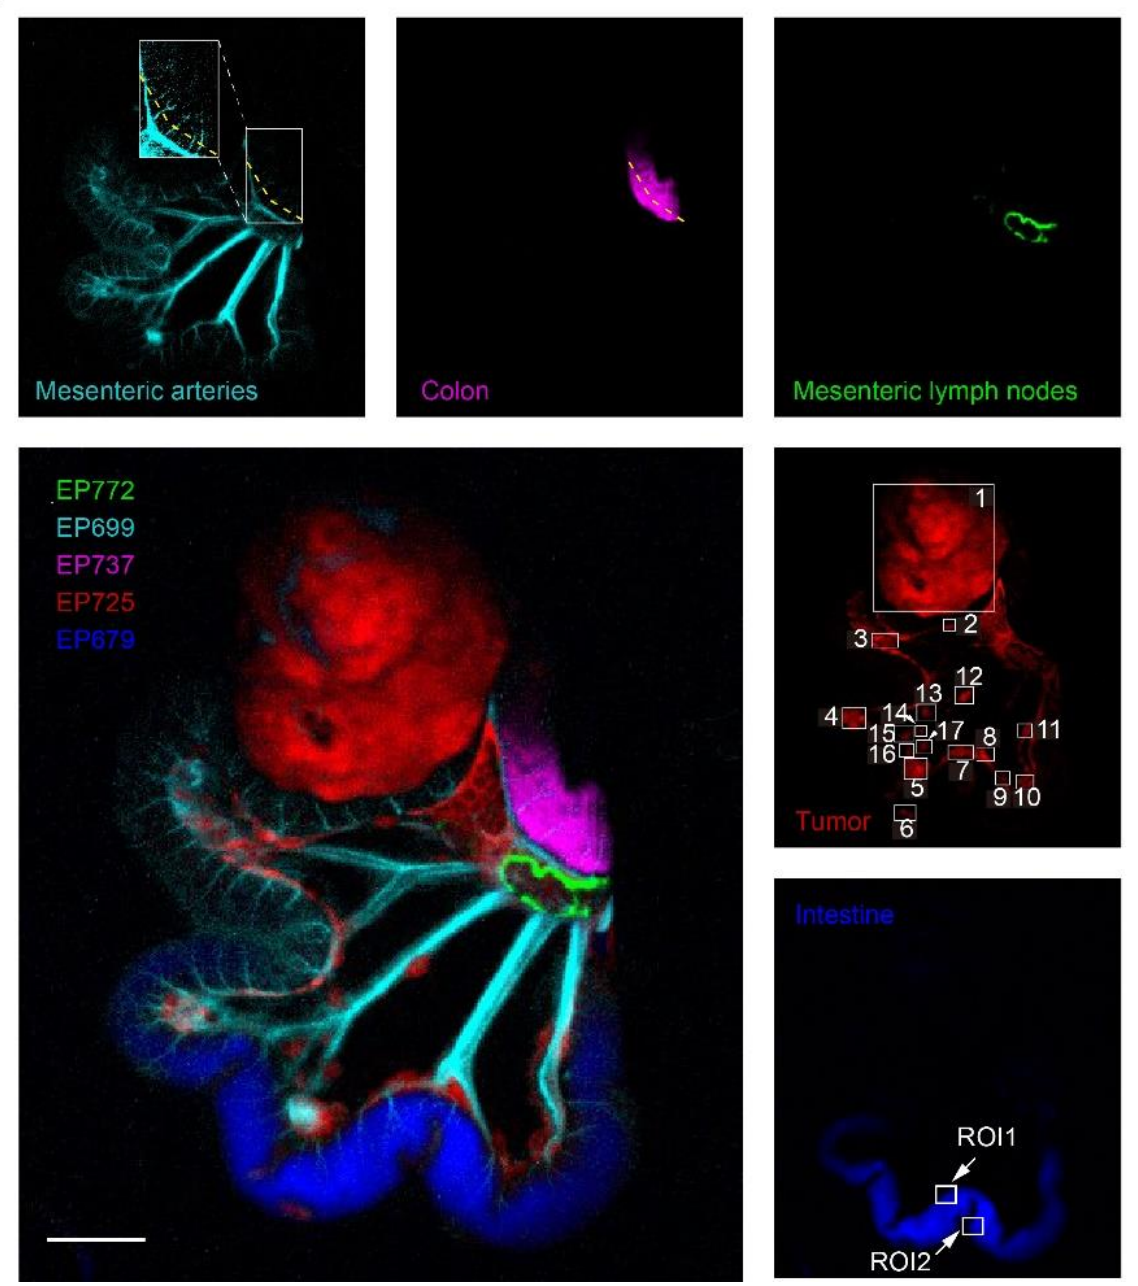 Mesenteric arteries
Colon
Mesenteric lymph nodes
EP772
EP699
EP737
EP725
EP679
1
2
3
12
13
4
14
17
11
15
8
16
7
5
9
10
6
Tumor
Intestine
ROI1
ROI2